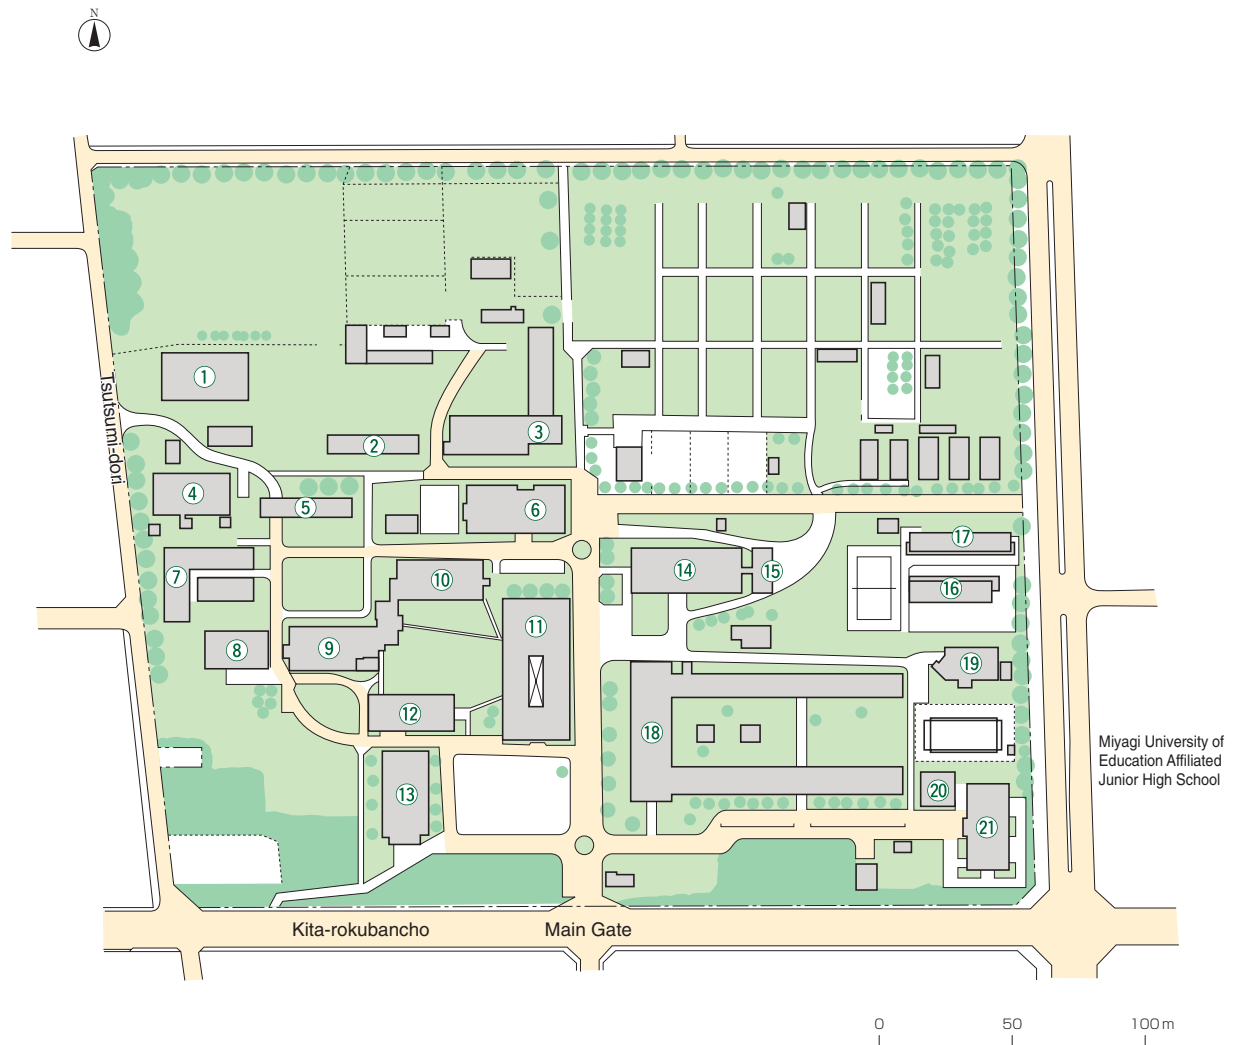 N
1
2
3
Tsutsumi-dori
4
5
6
17
7
10
14
15
16
11
9
8
19
12
18
Miyagi University of
Education Affiliated
Junior High School
13
20
21
Kita-rokubancho
Main Gate
0 50 100m